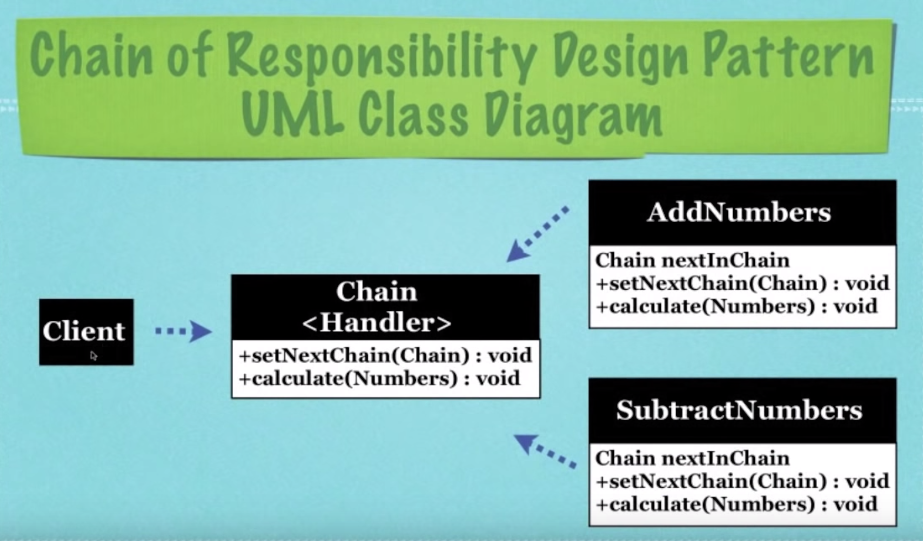 Chain of Responsibility Design Pattern
UML Class Diagram
Client
Chain
<Handler>
+setNextChain(Chain) : void
+calculate(Numbers) : void
AddNumbers
Chain nextInChain
+setNextChain(Chain) : void
+calculate(Numbers) : void
SubtractNumbers
Chain nextInChain
+setNextChain(Chain) : void
+calculate(Numbers) : void